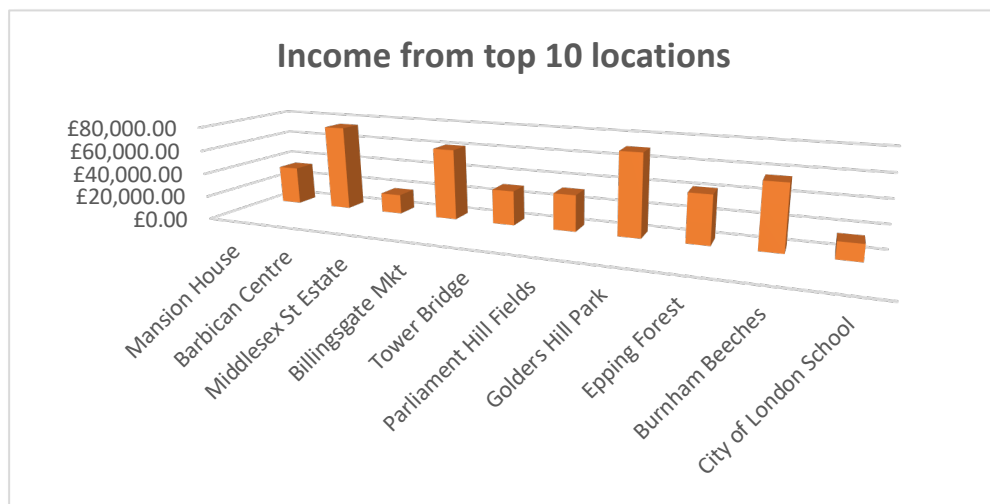 Income from top 10 locations
£80,000.00
£60,000.00
£40,000.00
£20,000.00
£0.00
Mansion House
Barbican Centre
Middlesex St Estate
Billingsgate Mkt
Tower Bridge
Parliament Hill Fields
Golders Hill Park
Epping Forest
Burnham Beeches
City of London School